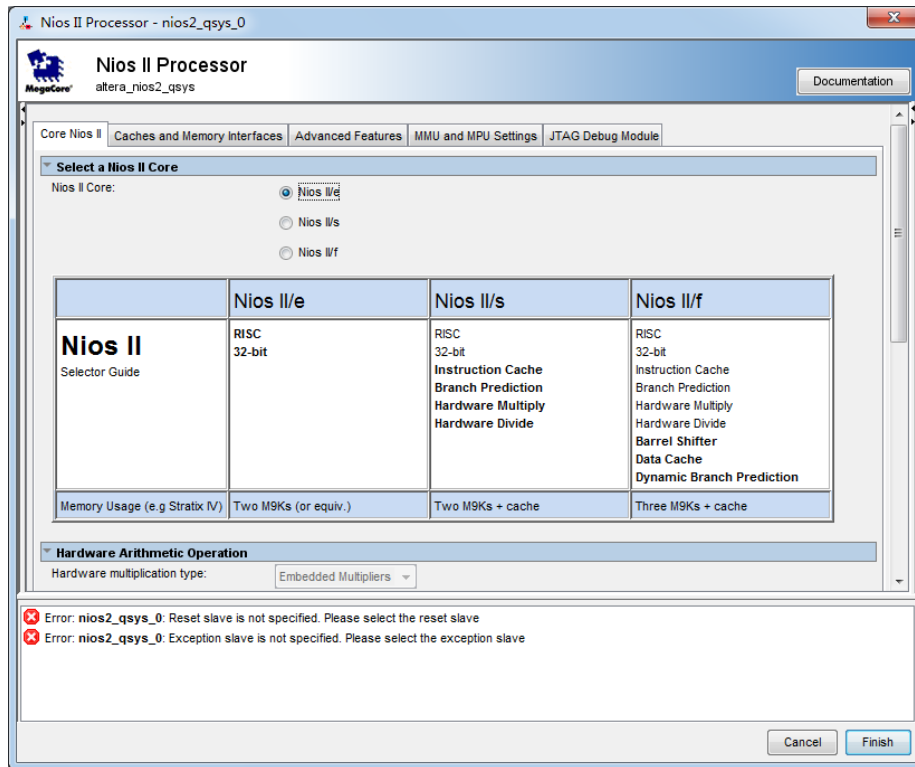 Nios II Processor - nios2_qsys_0
MegaCore®
Nios II Processor
altera_nios2_qsys
Documentation
Core Nios II Caches and Memory Interfaces Advanced Features MMU and MPU Settings JTAG Debug Module
Select a Nios II Core
Nios II Core:
Nios II/e
Nios II/s
Nios II/f
Nios II/e Nios II/s Nios II/f
Nios II
Selector Guide
RISC
32-bit
RISC
32-bit
Instruction Cache
Branch Prediction
Hardware Multiply
Hardware Divide
RISC
32-bit
Instruction Cache
Branch Prediction
Hardware Multiply
Hardware Divide
Barrel Shifter
Data Cache
Dynamic Branch Prediction
Memory Usage (e.g Stratix IV) Two M9Ks (or equiv.) Two M9Ks + cache Three M9Ks + cache
Hardware Arithmetic Operation
Hardware multiplication type: Embedded Multipliers
Error: nios2_qsys_0: Reset slave is not specified. Please select the reset slave
Error: nios2_qsys_0: Exception slave is not specified. Please select the exception slave
Cancel Finish